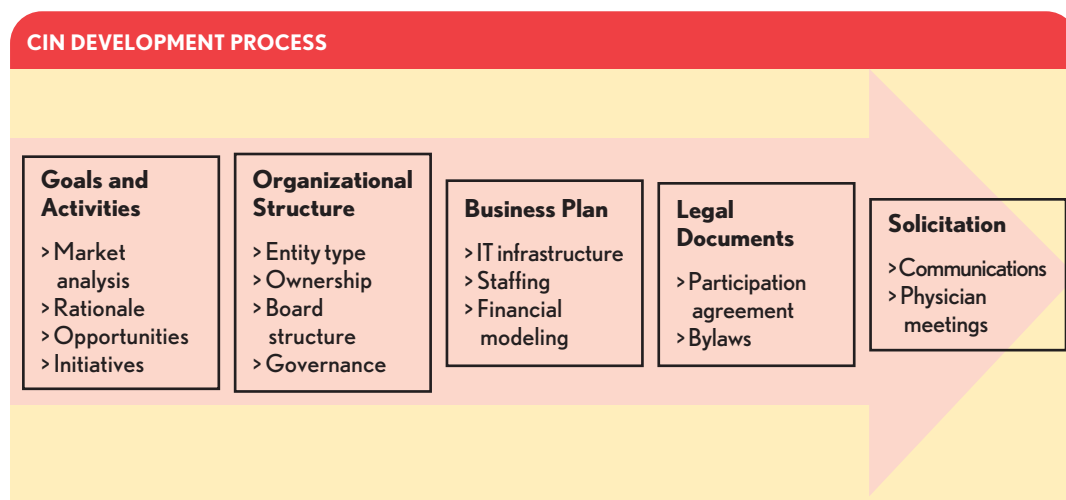 CIN DEVELOPMENT PROCESS
Goals and
Activities
> Market
analysis
> Rationale
> Opportunities
> Initiatives
Organizational
Structure
> Entity type
> Ownership
> Board
structure
> Governance
Business Plan
> IT infrastructure
> Staffing
> Financial
modeling
Legal
Documents
> Participation
agreement
> Bylaws
Solicitation
> Communications
> Physician
meetings